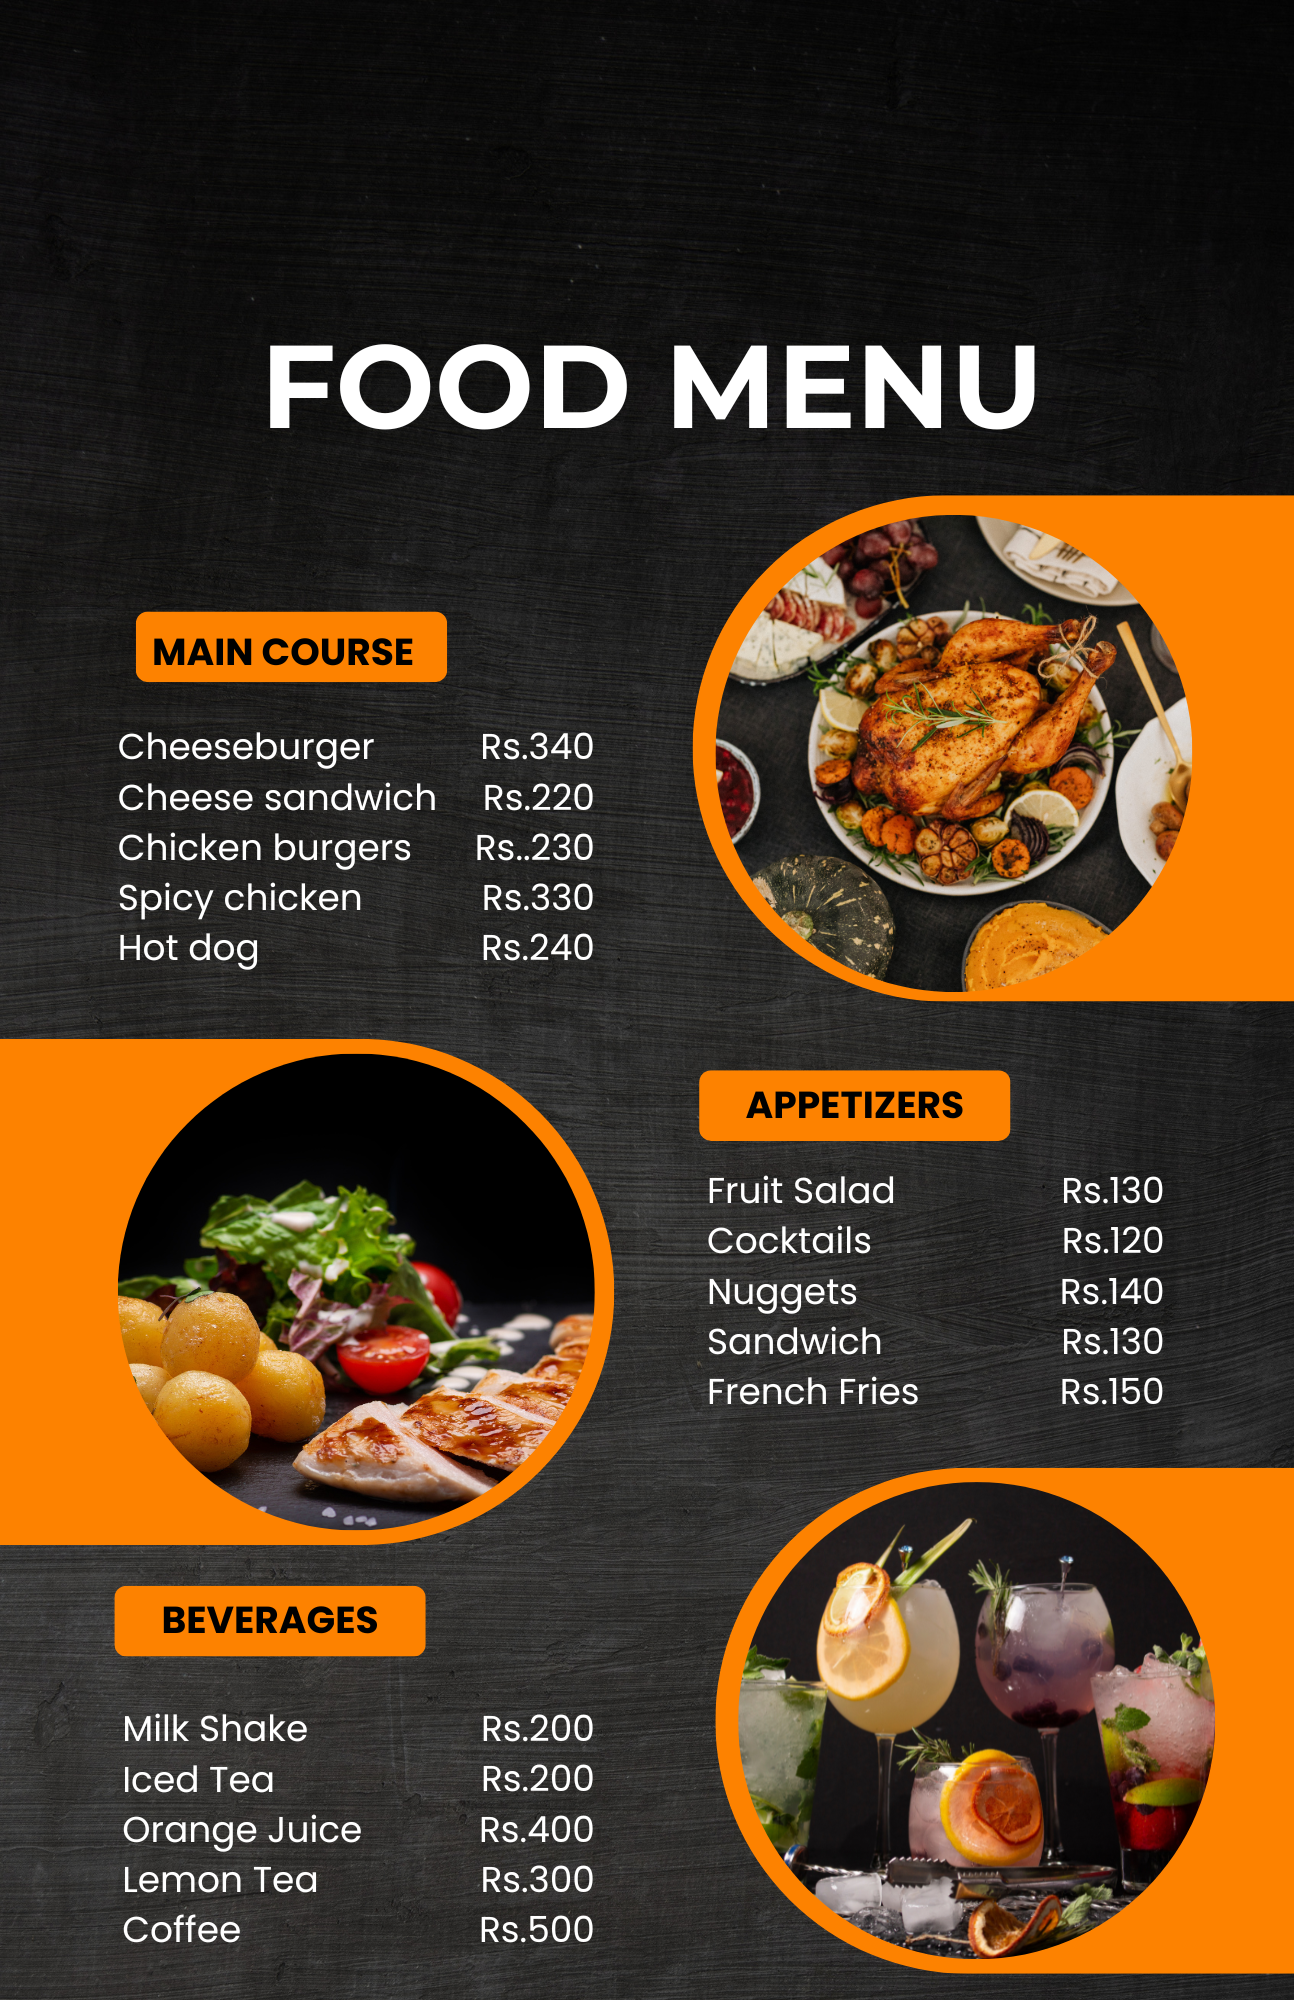 FOOD MENU
MAIN COURSE
Cheeseburger Rs.340
Cheese sandwich Rs.220
Chicken burgers Rs..230
Spicy chicken Rs.330
Hot dog Rs.240
APPETIZERS
Fruit Salad Rs.130
Cocktails Rs.120
Nuggets Rs.140
Sandwich Rs.130
French Fries Rs.150
BEVERAGES
Milk Shake Rs.200
Iced Tea Rs.200
Orange Juice Rs.400
Lemon Tea Rs.300
Coffee Rs.500